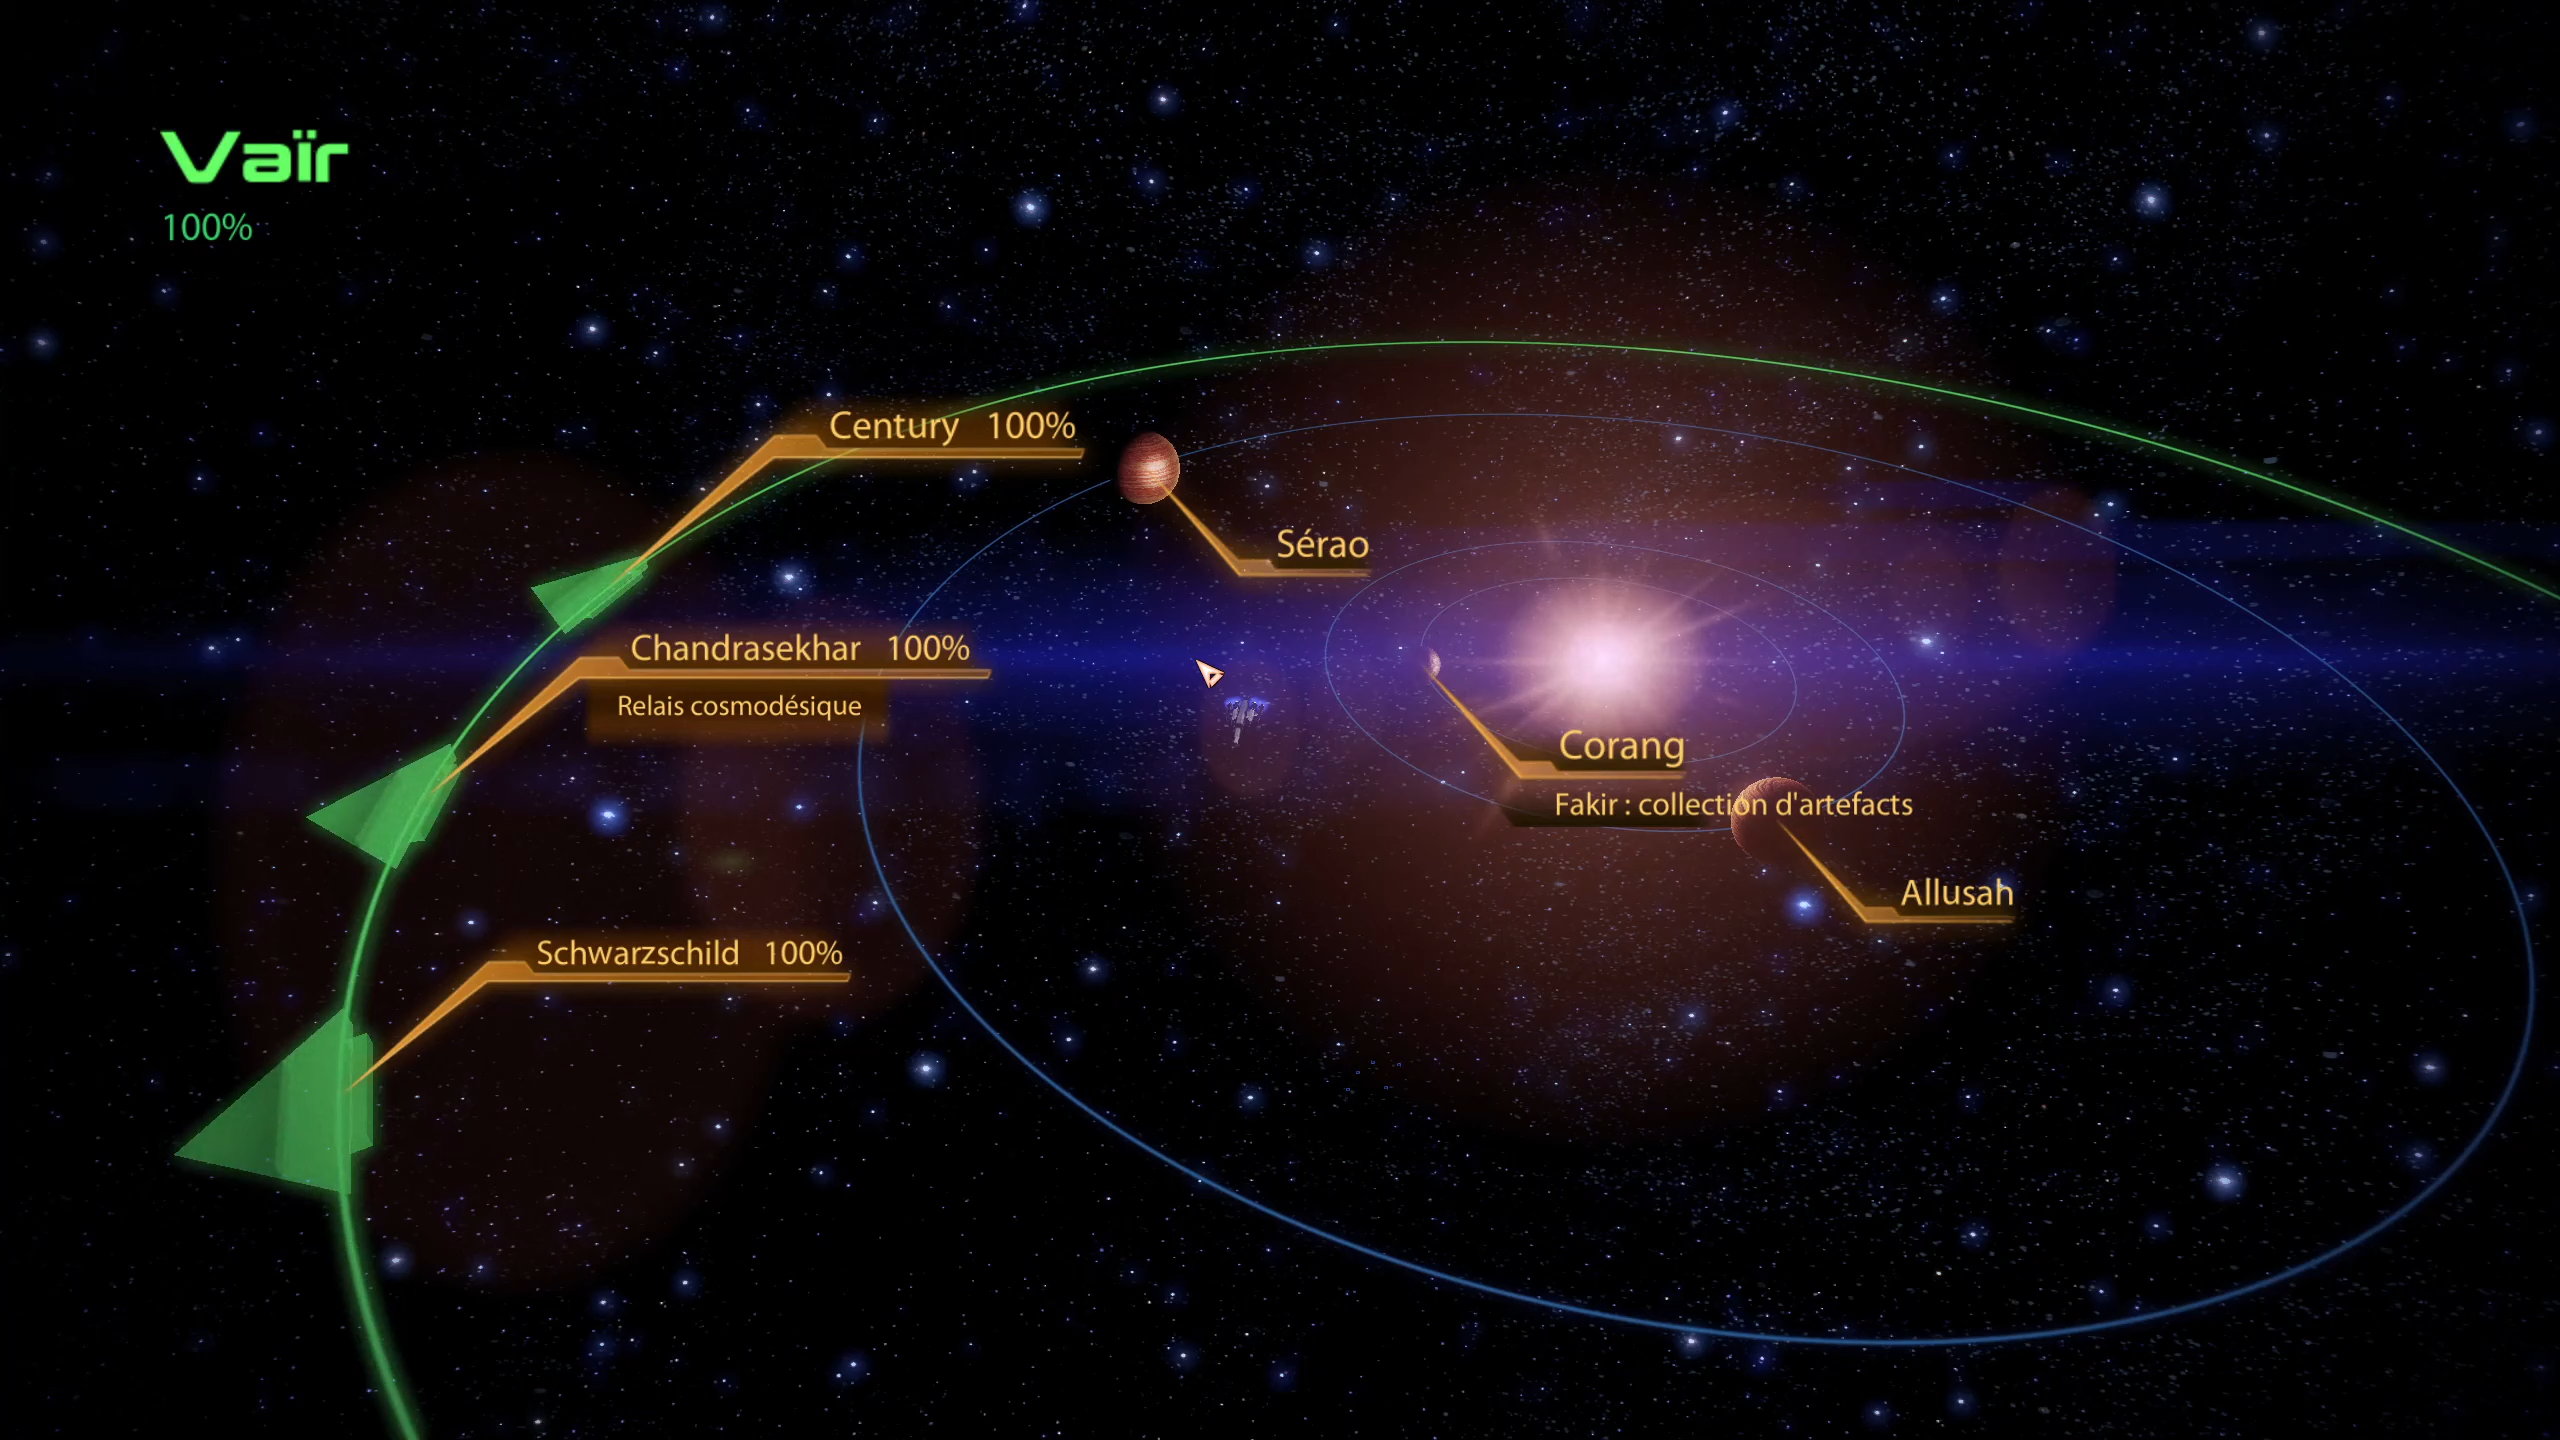 Vaïr
100%
Century 100%
Sérao
Chandrasekhar 100%
Relais cosmodésique
Corang
Fakir : collection d'artefacts
Allusah
Schwarzschild 100%